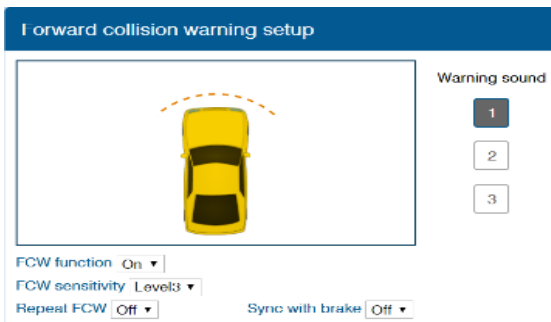 Forward collision warning setup
Warning sound
1
2
3
FCW function On ▾
FCW sensitivity Level3 ▾
Repeat FCW Off ▾ Sync with brake Off ▾